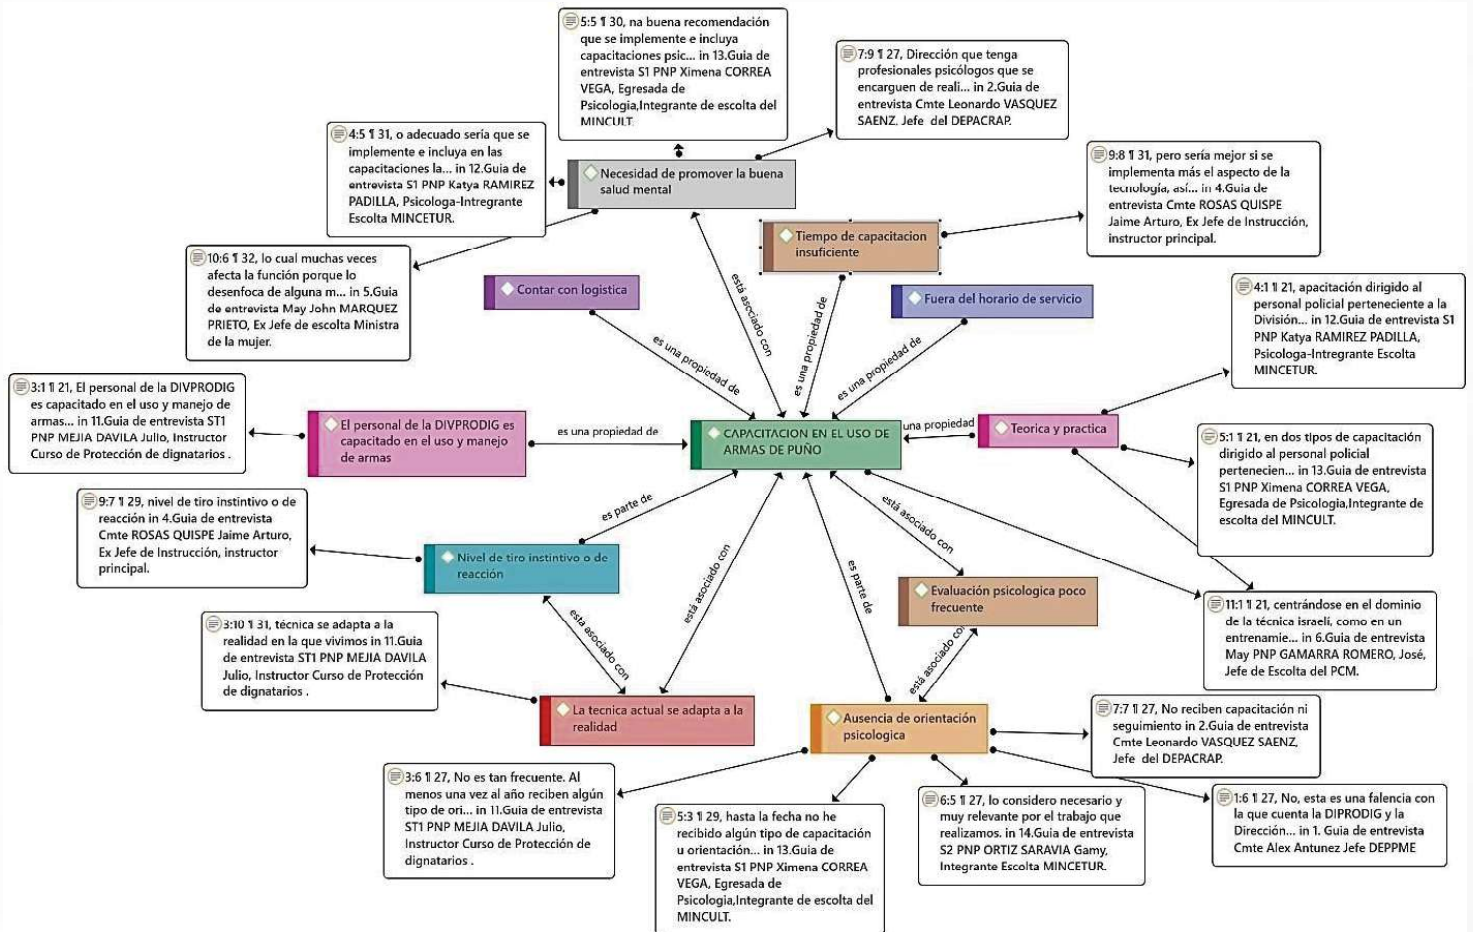 5:5 ¶ 30, na buena recomendación
que se implemente e incluya
capacitaciones psic... in 13.Guia de
entrevista S1 PNP Ximena CORREA
VEGA, Egresada de
Psicologia,Integrante de escolta del
MINCULT.
7:9 ¶ 27, Dirección que tenga
profesionales psicólogos que se
encarguen de reali... in 2.Guia de
entrevista Cmte Leonardo VASQUEZ
SAENZ. Jefe del DEPACRAP.
4:5 ¶ 31, o adecuado sería que se
implemente e incluya en las
capacitaciones la... in 12.Guia de
entrevista S1 PNP Katya RAMIREZ
PADILLA, Psicologa-Intregrante
Escolta MINCETUR.
Necesidad de promover la buena
salud mental
9:8 ¶ 31, pero sería mejor si se
implementa más el aspecto de la
tecnología, así... in 4.Guia de
entrevista Cmte ROSAS QUISPE
Jaime Arturo, Ex Jefe de Instrucción,
instructor principal.
Tiempo de capacitacion
insuficiente
10:6 ¶ 32, lo cual muchas veces
afecta la función porque lo
desenfoca de alguna m... in 5.Guia
de entrevista May John MARQUEZ
PRIETO, Ex Jefe de escolta Ministra
de la mujer.
Contar con logistica
Fuera del horario de servicio
4:1 ¶ 21, apacitación dirigido al
personal policial perteneciente a la
División... in 12.Guia de entrevista S1
PNP Katya RAMIREZ PADILLA,
Psicologa-Intregrante Escolta
MINCETUR.
está asociado con
es una propiedad de
es una propiedad de
es una propiedad de
3:1 ¶ 21, El personal de la DIVPRODIG
es capacitado en el uso y manejo de
armas... in 11.Guia de entrevista ST1
PNP MEJIA DAVILA Julio, Instructor
Curso de Protección de dignatarios .
El personal de la DIVPRODIG es
capacitado en el uso y manejo
de armas
es una propiedad de
CAPACITACION EN EL USO DE
ARMAS DE PUÑO
una propiedad
Teorica y practica
5:1 ¶ 21, en dos tipos de capacitación
dirigido al personal policial
pertenecien... in 13.Guia de entrevista
S1 PNP Ximena CORREA VEGA,
Egresada de Psicologia,Integrante de
escolta del MINCULT.
9:7 ¶ 29, nivel de tiro instintivo o de
reacción in 4.Guia de entrevista
Cmte ROSAS QUISPE Jaime Arturo,
Ex Jefe de Instrucción, instructor
principal.
es parte de
está asociado con
Nivel de tiro instintivo o de
reacción
está asociado con
es parte de
Evaluación psicologica poco
frecuente
11:1 ¶ 21, centrándose en el dominio
de la técnica israelí, como en un
entrenamie... in 6.Guia de entrevista
May PNP GAMARRA ROMERO, José,
Jefe de Escolta del PCM.
3:10 ¶ 31, técnica se adapta a la
realidad en la que vivimos in 11.Guia
de entrevista ST1 PNP MEJIA DAVILA
Julio, Instructor Curso de Protección
de dignatarios .
está asociado con
está asociado con
La tecnica actual se adapta a la
realidad
Ausencia de orientación
psicologica
7:7 ¶ 27, No reciben capacitación ni
seguimiento in 2.Guia de entrevista
Cmte Leonardo VASQUEZ SAENZ,
Jefe del DEPACRAP.
3:6 ¶ 27, No es tan frecuente. Al
menos una vez al año reciben algún
tipo de ori... in 11.Guia de entrevista
ST1 PNP MEJIA DAVILA Julio,
Instructor Curso de Protección de
dignatarios .
5:3 ¶ 29, hasta la fecha no he
recibido algún tipo de capacitación
u orientación... in 13.Guia de
entrevista S1 PNP Ximena CORREA
VEGA, Egresada de
Psicologia,Integrante de escolta del
MINCULT.
6:5 ¶ 27, lo considero necesario y
muy relevante por el trabajo que
realizamos. in 14.Guia de entrevista
S2 PNP ORTIZ SARAVIA Gamy,
Integrante Escolta MINCETUR.
1:6 ¶ 27, No, esta es una falencia con
la que cuenta la DIPRODIG y la
Dirección... in 1. Guia de entrevista
Cmte Alex Antunez Jefe DEPPME